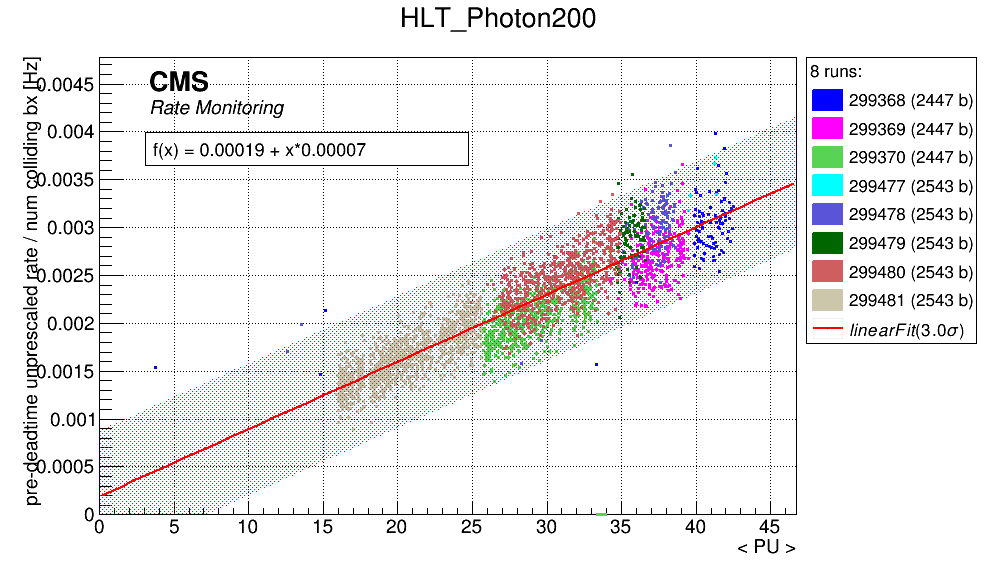 HLT_Photon200
pre-deadtime unprescaled rate / num colliding bx [Hz]
CMS
Rate Monitoring
f(x) = 0.00019 + x*0.00007
0.0045
0.004
0.0035
0.003
0.0025
0.002
0.0015
0.001
0.0005
0
0 5 10 15 20 25 30 35 40 45
< PU >
8 runs:
299368 (2447 b)
299369 (2447 b)
299370 (2447 b)
299477 (2543 b)
299478 (2543 b)
299479 (2543 b)
299480 (2543 b)
299481 (2543 b)
linearFit(3.0σ)